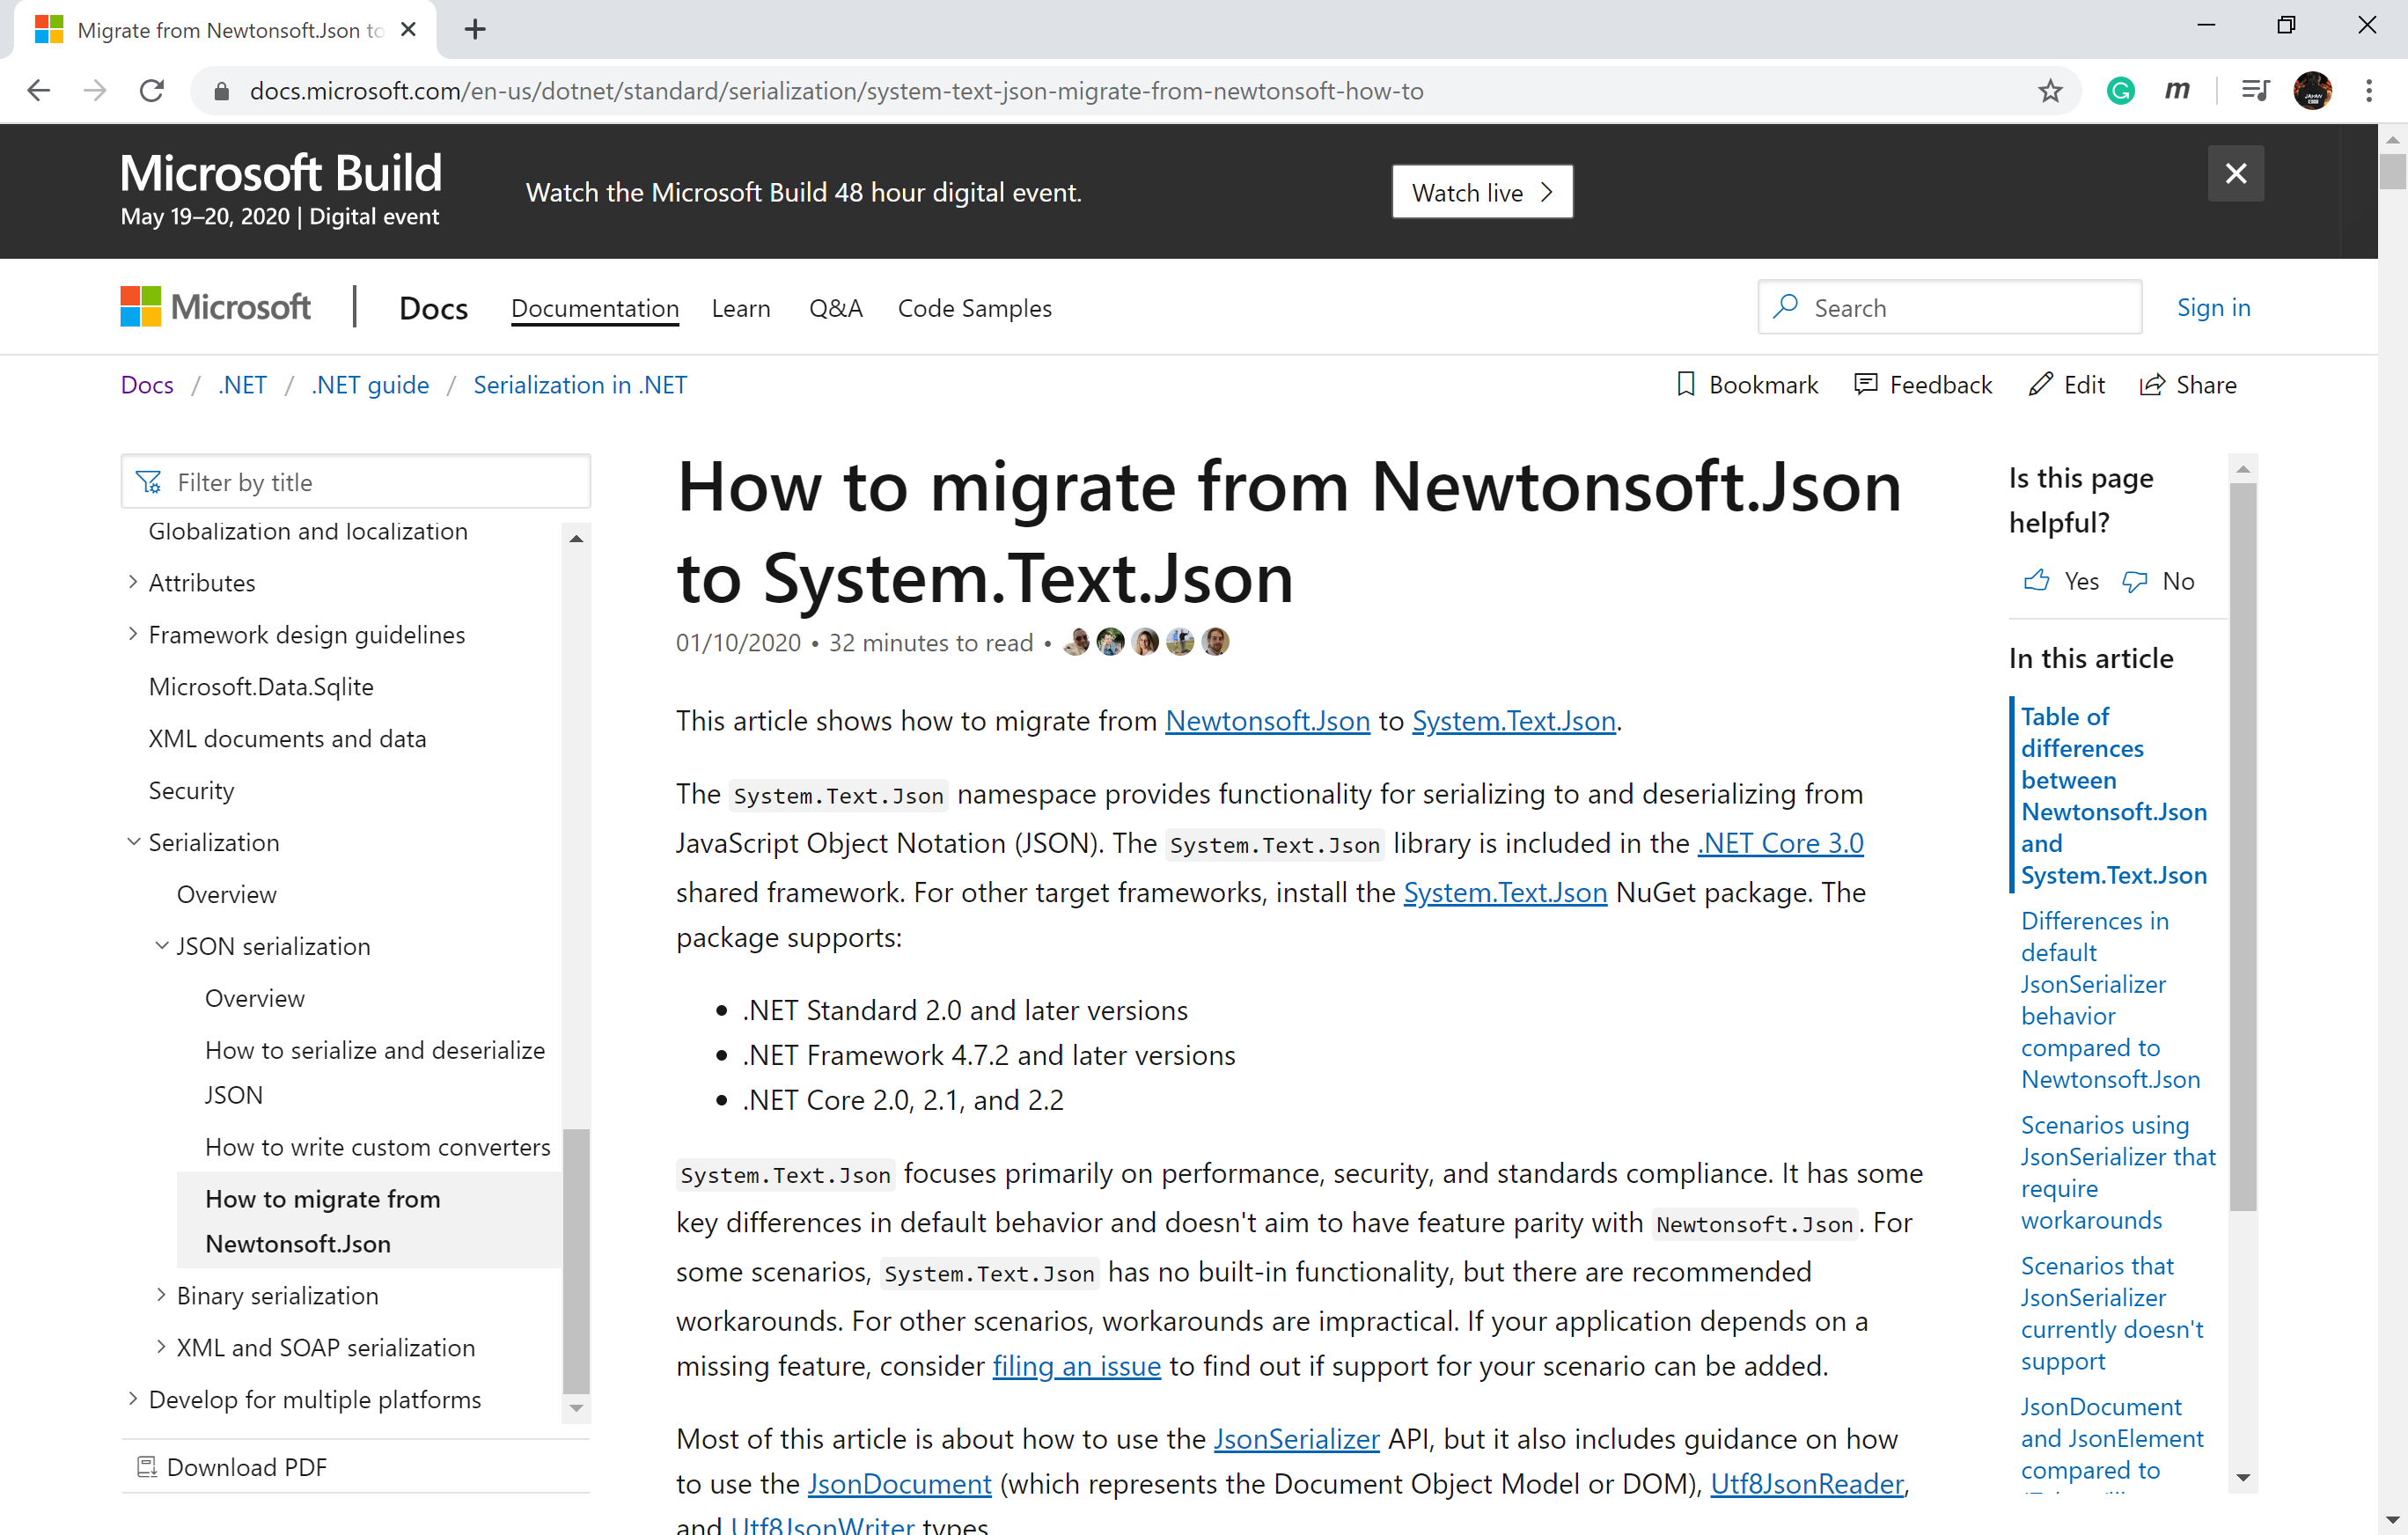 Migrate from Newtonsoft.Json to
docs.microsoft.com/en-us/dotnet/standard/serialization/system-text-json-migrate-from-newtonsoft-how-to
Microsoft Build
May 19–20, 2020 | Digital event
Watch the Microsoft Build 48 hour digital event.
Watch live
Microsoft
Docs
Documentation
Learn
Q&A
Code Samples
Search
Sign in
Docs / .NET / .NET guide / Serialization in .NET
Bookmark
Feedback
Edit
Share
Filter by title
Globalization and localization
Attributes
Framework design guidelines
Microsoft.Data.Sqlite
XML documents and data
Security
Serialization
Overview
JSON serialization
Overview
How to serialize and deserialize
JSON
How to write custom converters
How to migrate from
Newtonsoft.Json
Binary serialization
XML and SOAP serialization
Develop for multiple platforms
Download PDF
How to migrate from Newtonsoft.Json
to System.Text.Json
01/10/2020 • 32 minutes to read •
This article shows how to migrate from Newtonsoft.Json to System.Text.Json.
The System.Text.Json namespace provides functionality for serializing to and deserializing from
JavaScript Object Notation (JSON). The System.Text.Json library is included in the .NET Core 3.0
shared framework. For other target frameworks, install the System.Text.Json NuGet package. The
package supports:
• .NET Standard 2.0 and later versions
• .NET Framework 4.7.2 and later versions
• .NET Core 2.0, 2.1, and 2.2
System.Text.Json focuses primarily on performance, security, and standards compliance. It has some
key differences in default behavior and doesn't aim to have feature parity with Newtonsoft.Json. For
some scenarios, System.Text.Json has no built-in functionality, but there are recommended
workarounds. For other scenarios, workarounds are impractical. If your application depends on a
missing feature, consider filing an issue to find out if support for your scenario can be added.
Most of this article is about how to use the JsonSerializer API, but it also includes guidance on how
to use the JsonDocument (which represents the Document Object Model or DOM), Utf8JsonReader,
and Utf8JsonWriter types.
Is this page
helpful?
Yes
No
In this article
Table of
differences
between
Newtonsoft.Json
and
System.Text.Json
Differences in
default
JsonSerializer
behavior
compared to
Newtonsoft.Json
Scenarios using
JsonSerializer that
require
workarounds
Scenarios that
JsonSerializer
currently doesn't
support
JsonDocument
and JsonElement
compared to